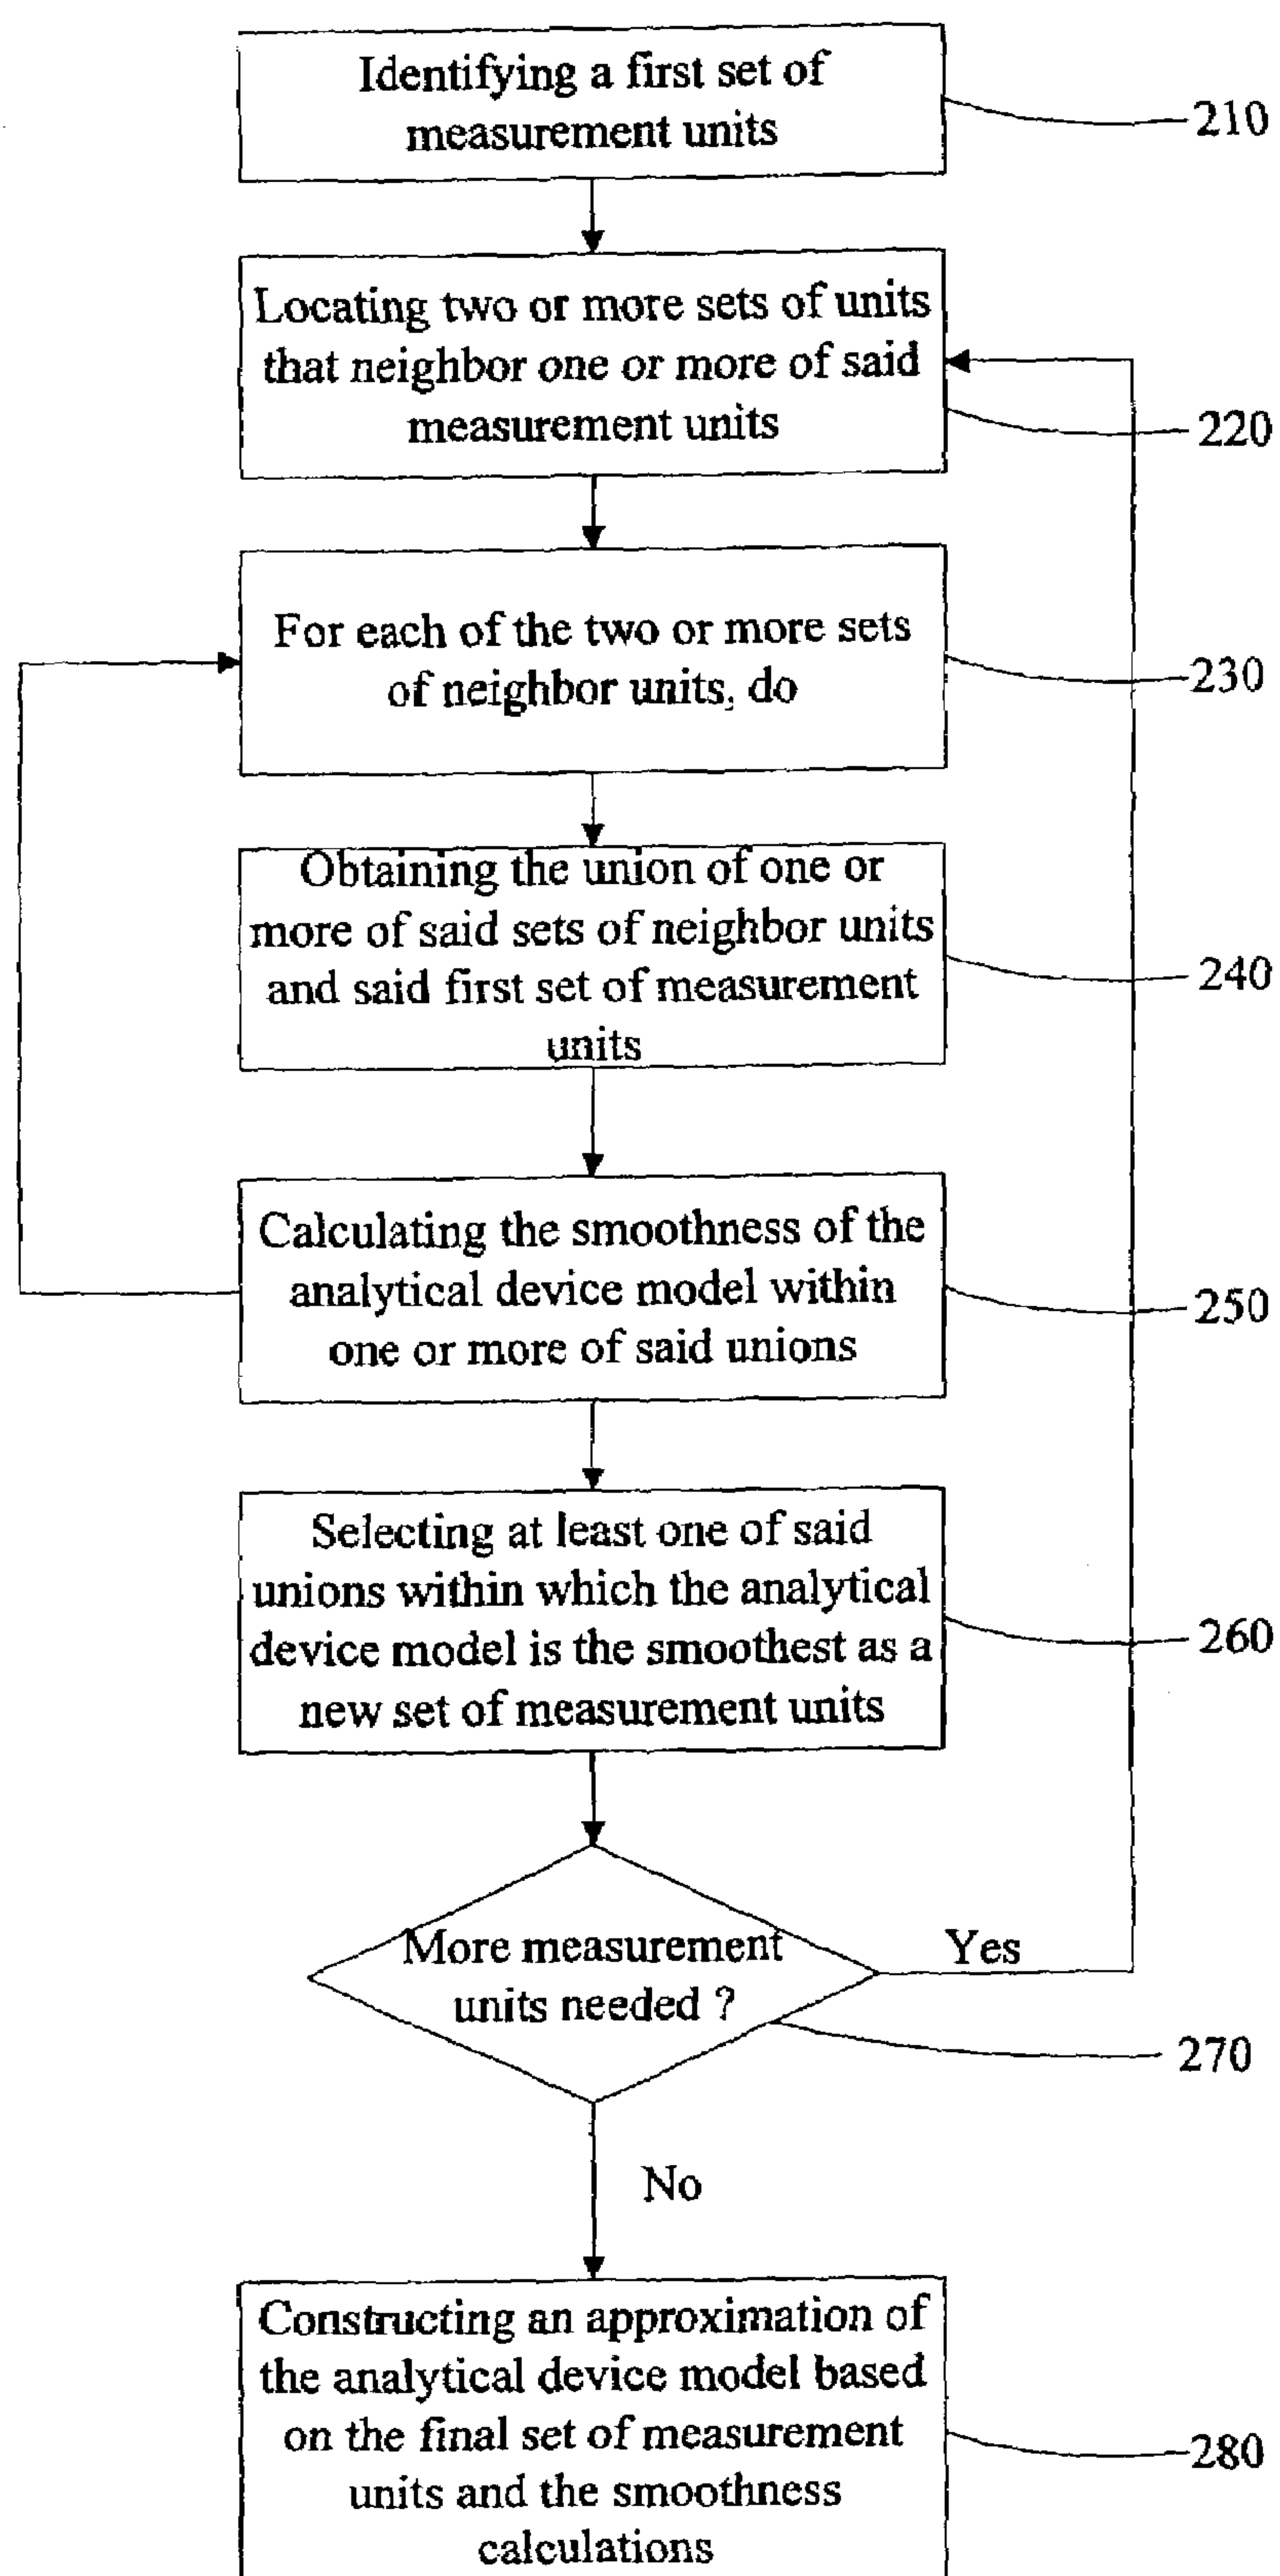 Identifying a first set of
measurement units
210
Locating two or more sets of units
that neighbor one or more of said
measurement units
220
For each of the two or more sets
of neighbor units, do
230
Obtaining the union of one or
more of said sets of neighbor units
and said first set of measurement
units
240
Calculating the smoothness of the
analytical device model within
one or more of said unions
250
Selecting at least one of said
unions within which the analytical
device model is the smoothest as a
new set of measurement units
260
More measurement
units needed ?
Yes
270
No
Constructing an approximation of
the analytical device model based
on the final set of measurement
units and the smoothness
calculations
280